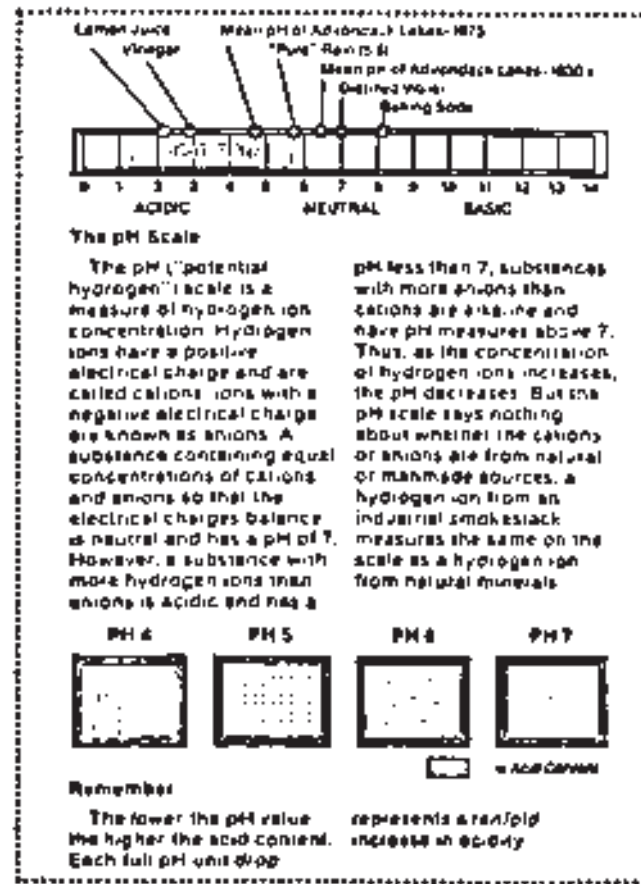 Lemon Juice
Vinegar
Mean pH of Adirondack Lakes-1975
"Pure" Rain (5.6)
Mean pH of Adirondack Lakes-1930s
Distilled Water
Baking Soda
0 1 2 3 4 5 6 7 8 9 10 11 12 13 14
ACIDIC NEUTRAL BASIC
The pH Scale
The pH ("potential
hydrogen") scale is a
measure of hydrogen ion
concentration. Hydrogen
ions have a positive
electrical charge and are
called cations, ions with a
negative electrical charge
are known as anions. A
substance containing equal
concentrations of cations
and anions so that the
electrical charges balance
is neutral and has a pH of 7.
However, a substance with
more hydrogen ions than
anions is acidic and has a
pH less than 7, substances
with more anions than
cations are alkaline and
have pH measures above 7.
Thus, as the concentration
of hydrogen ions increases,
the pH decreases. But the
pH scale says nothing
about whether the cations
or anions are from natural
or manmade sources, a
hydrogen ion from an
industrial smokestack
measures the same on the
scale as a hydrogen ion
from natural minerals
PH 4 PH 5 PH 6 PH 7
= Acid Content
Remember
The lower the pH value
the higher the acid content.
Each full pH unit drop
represents a tenfold
increase in acidity